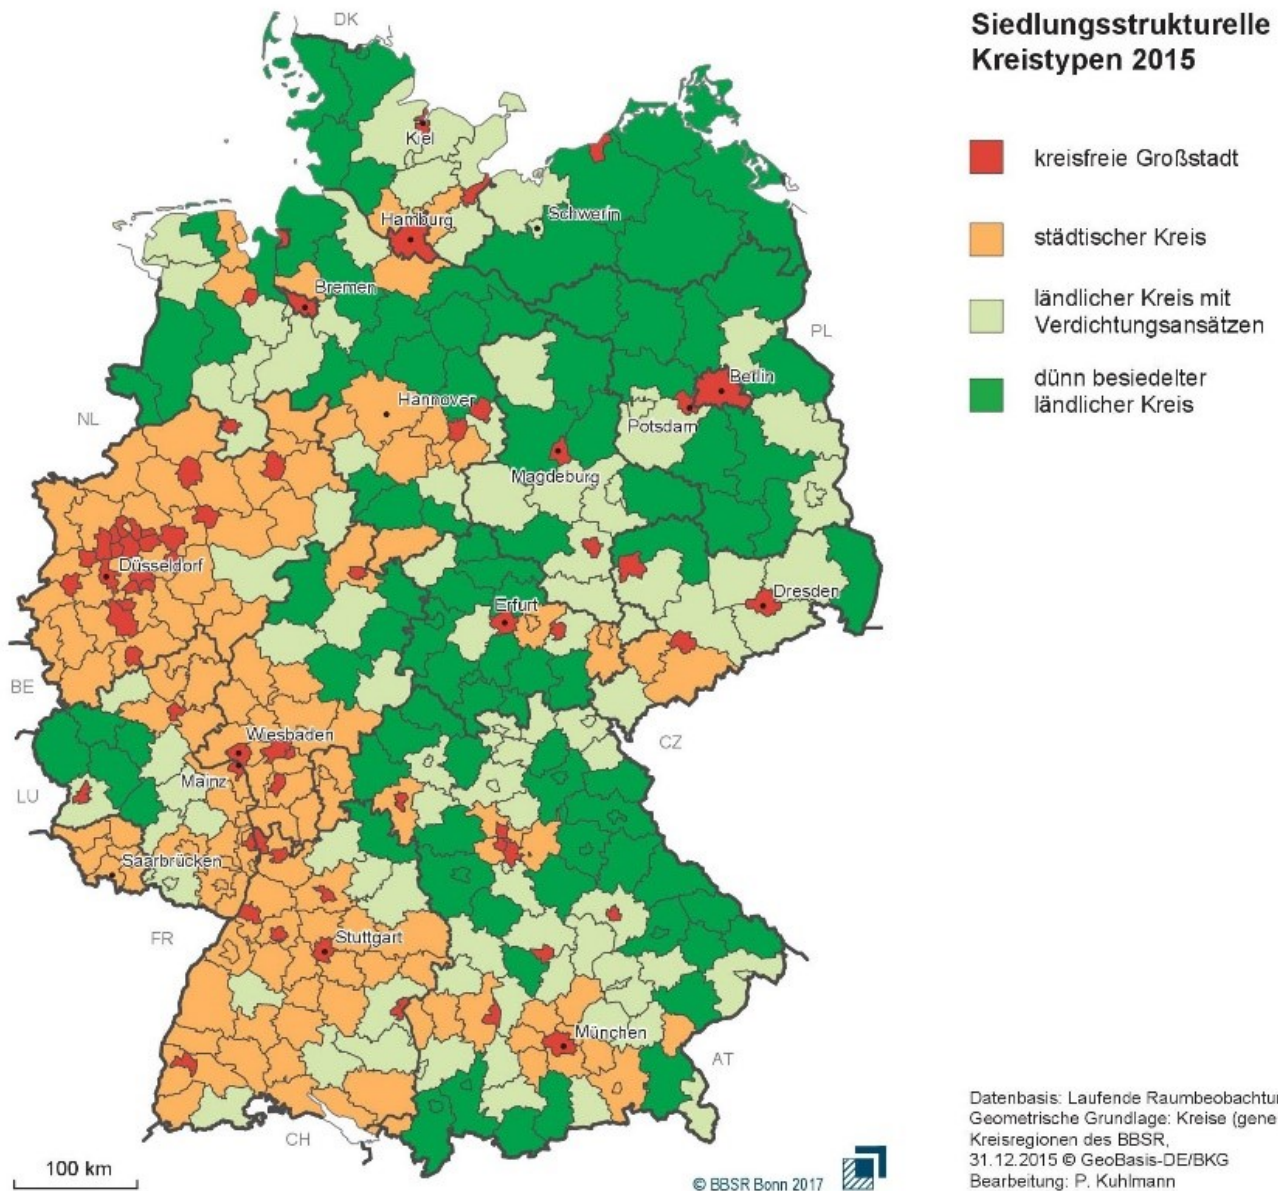 Siedlungsstrukturelle
Kreistypen 2015
kreisfreie Großstadt
städtischer Kreis
ländlicher Kreis mit
Verdichtungsansätzen
dünn besiedelter
ländlicher Kreis
DK
Kiel
Schwerin
Hamburg
Bremen
PL
Berlin
Hannover
NL
Potsdam
Magdeburg
Düsseldorf
Dresden
Erfurt
BE
Wiesbaden
CZ
Mainz
LU
Saarbrücken
FR
Stuttgart
München
AT
CH
100 km
© BBSR Bonn 2017
Datenbasis: Laufende Raumbeobachtu
Geometrische Grundlage: Kreise (gene
Kreisregionen des BBSR,
31.12.2015 © GeoBasis-DE/BKG
Bearbeitung: P. Kuhlmann